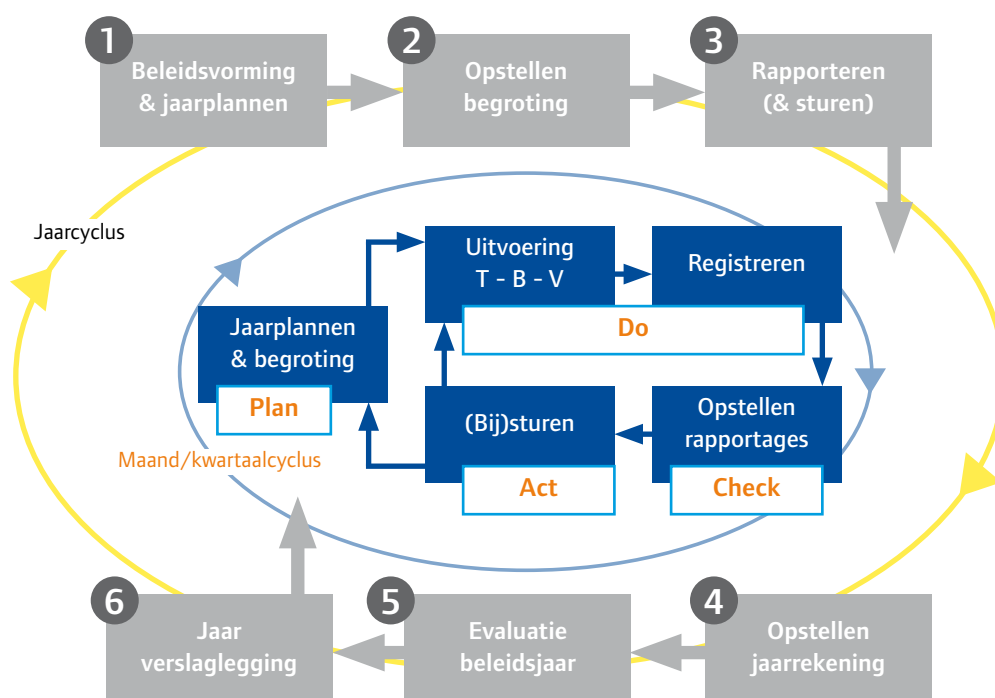 1
Beleidsvorming
& jaarplannen
2
Opstellen
begroting
3
Rapporteren
(& sturen)
Jaarcyclus
Uitvoering
T - B - V
Registreren
Do
Jaarplannen
& begroting
Plan
(Bij)sturen
Act
Opstellen
rapportages
Check
Maand/kwartaalcyclus
6
Jaar
verslaglegging
5
Evaluatie
beleidsjaar
4
Opstellen
jaarrekening